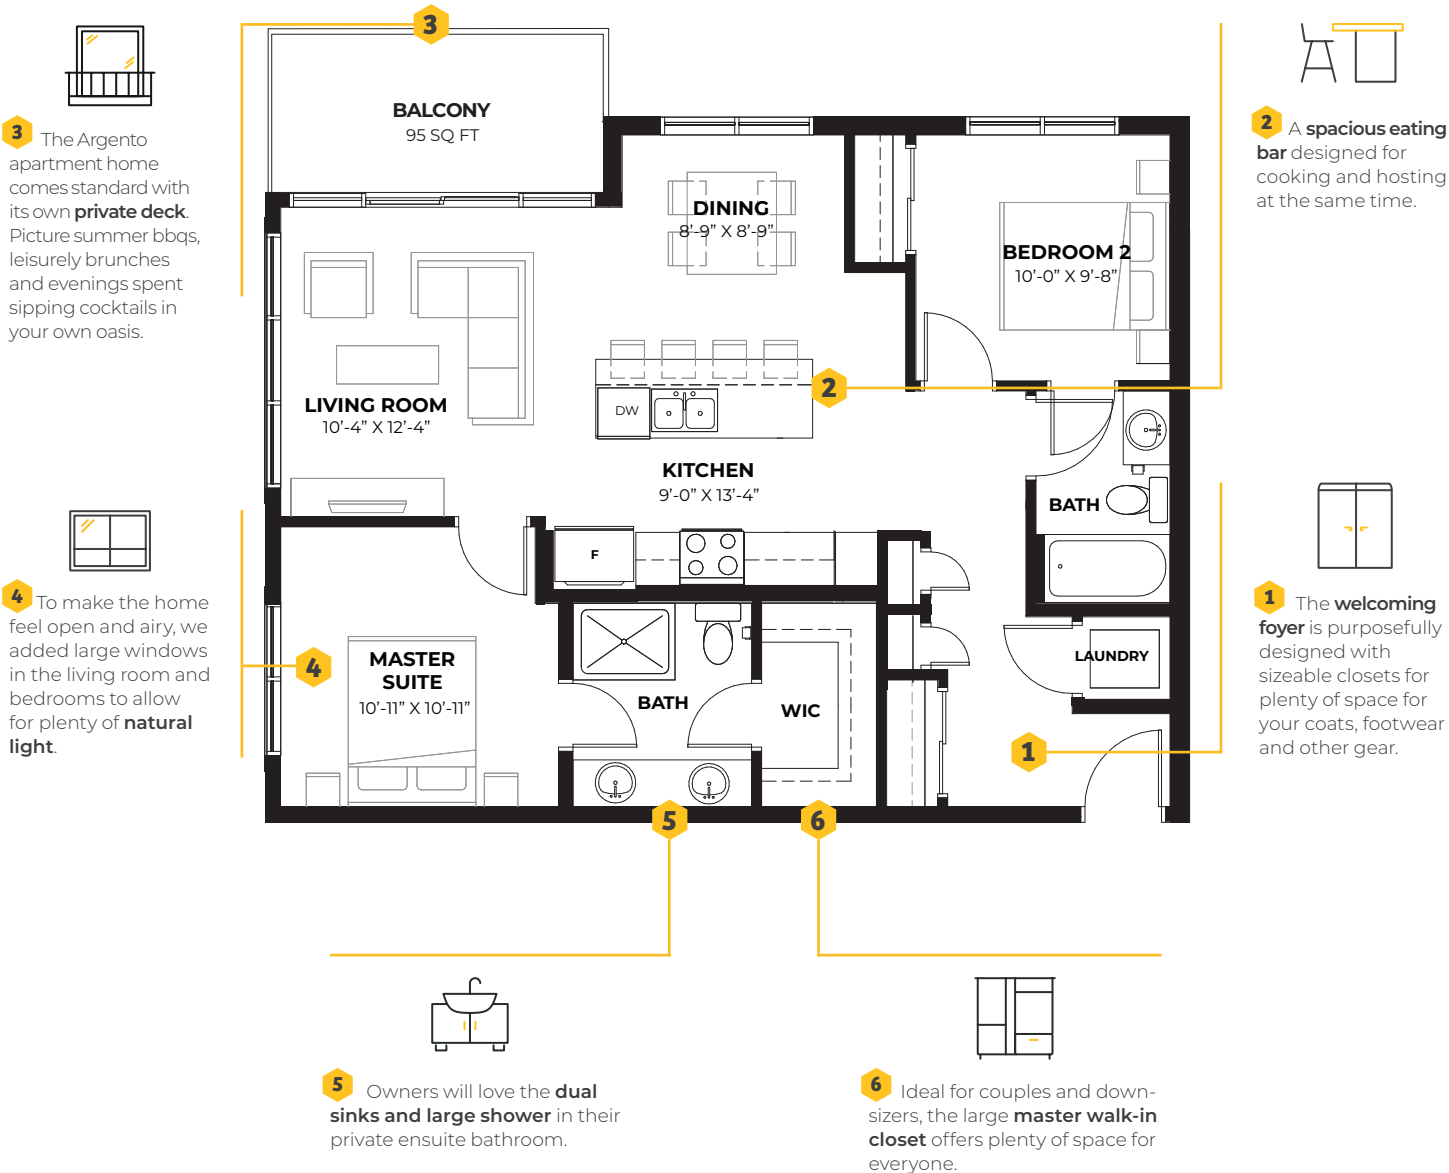 3
BALCONY
95 SQ FT
3 The Argento
apartment home
comes standard with
its own private deck.
Picture summer bbqs,
leisurely brunches
and evenings spent
sipping cocktails in
your own oasis.
2 A spacious eating
bar designed for
cooking and hosting
at the same time.
DINING
8'-9" X 8'-9"
BEDROOM 2
10'-0" X 9'-8"
2
LIVING ROOM
10'-4" X 12'-4"
DW
KITCHEN
9'-0" X 13'-4"
BATH
F
4 To make the home
feel open and airy, we
added large windows
in the living room and
bedrooms to allow
for plenty of natural
light.
4
MASTER
SUITE
10'-11" X 10'-11"
BATH
WIC
LAUNDRY
1
1 The welcoming
foyer is purposefully
designed with
sizeable closets for
plenty of space for
your coats, footwear
and other gear.
5
6
5 Owners will love the dual
sinks and large shower in their
private ensuite bathroom.
6 Ideal for couples and down-
sizers, the large master walk-in
closet offers plenty of space for
everyone.